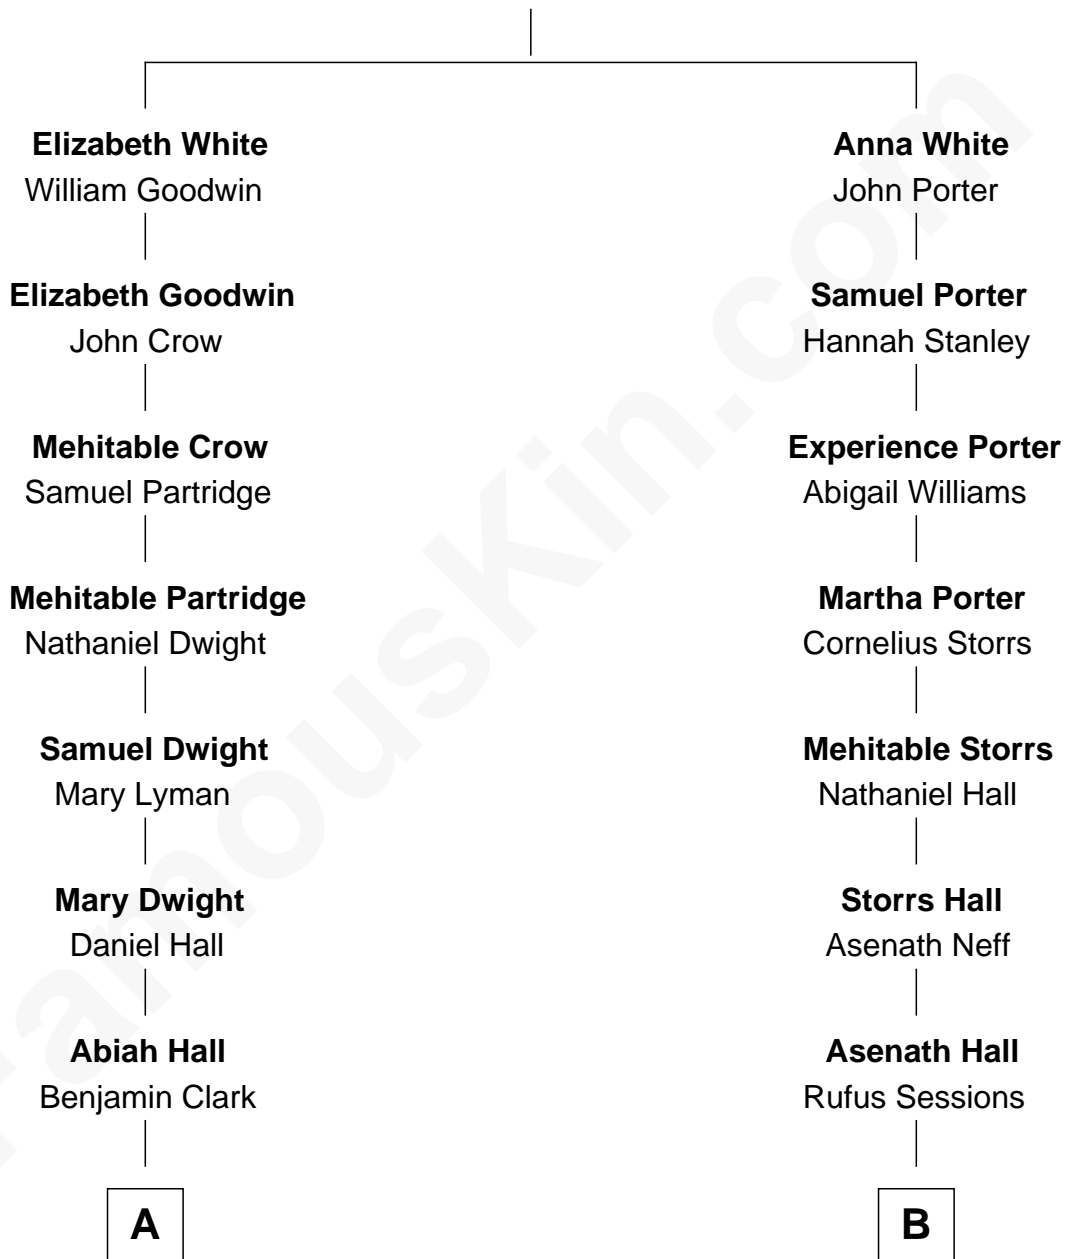 Elizabeth White
William Goodwin
Elizabeth Goodwin
John Crow
Mehitable Crow
Samuel Partridge
Mehitable Partridge
Nathaniel Dwight
Samuel Dwight
Mary Lyman
Mary Dwight
Daniel Hall
Abiah Hall
Benjamin Clark
A
Anna White
John Porter
Samuel Porter
Hannah Stanley
Experience Porter
Abigail Williams
Martha Porter
Cornelius Storrs
Mehitable Storrs
Nathaniel Hall
Storrs Hall
Asenath Neff
Asenath Hall
Rufus Sessions
B
FamousKin.com